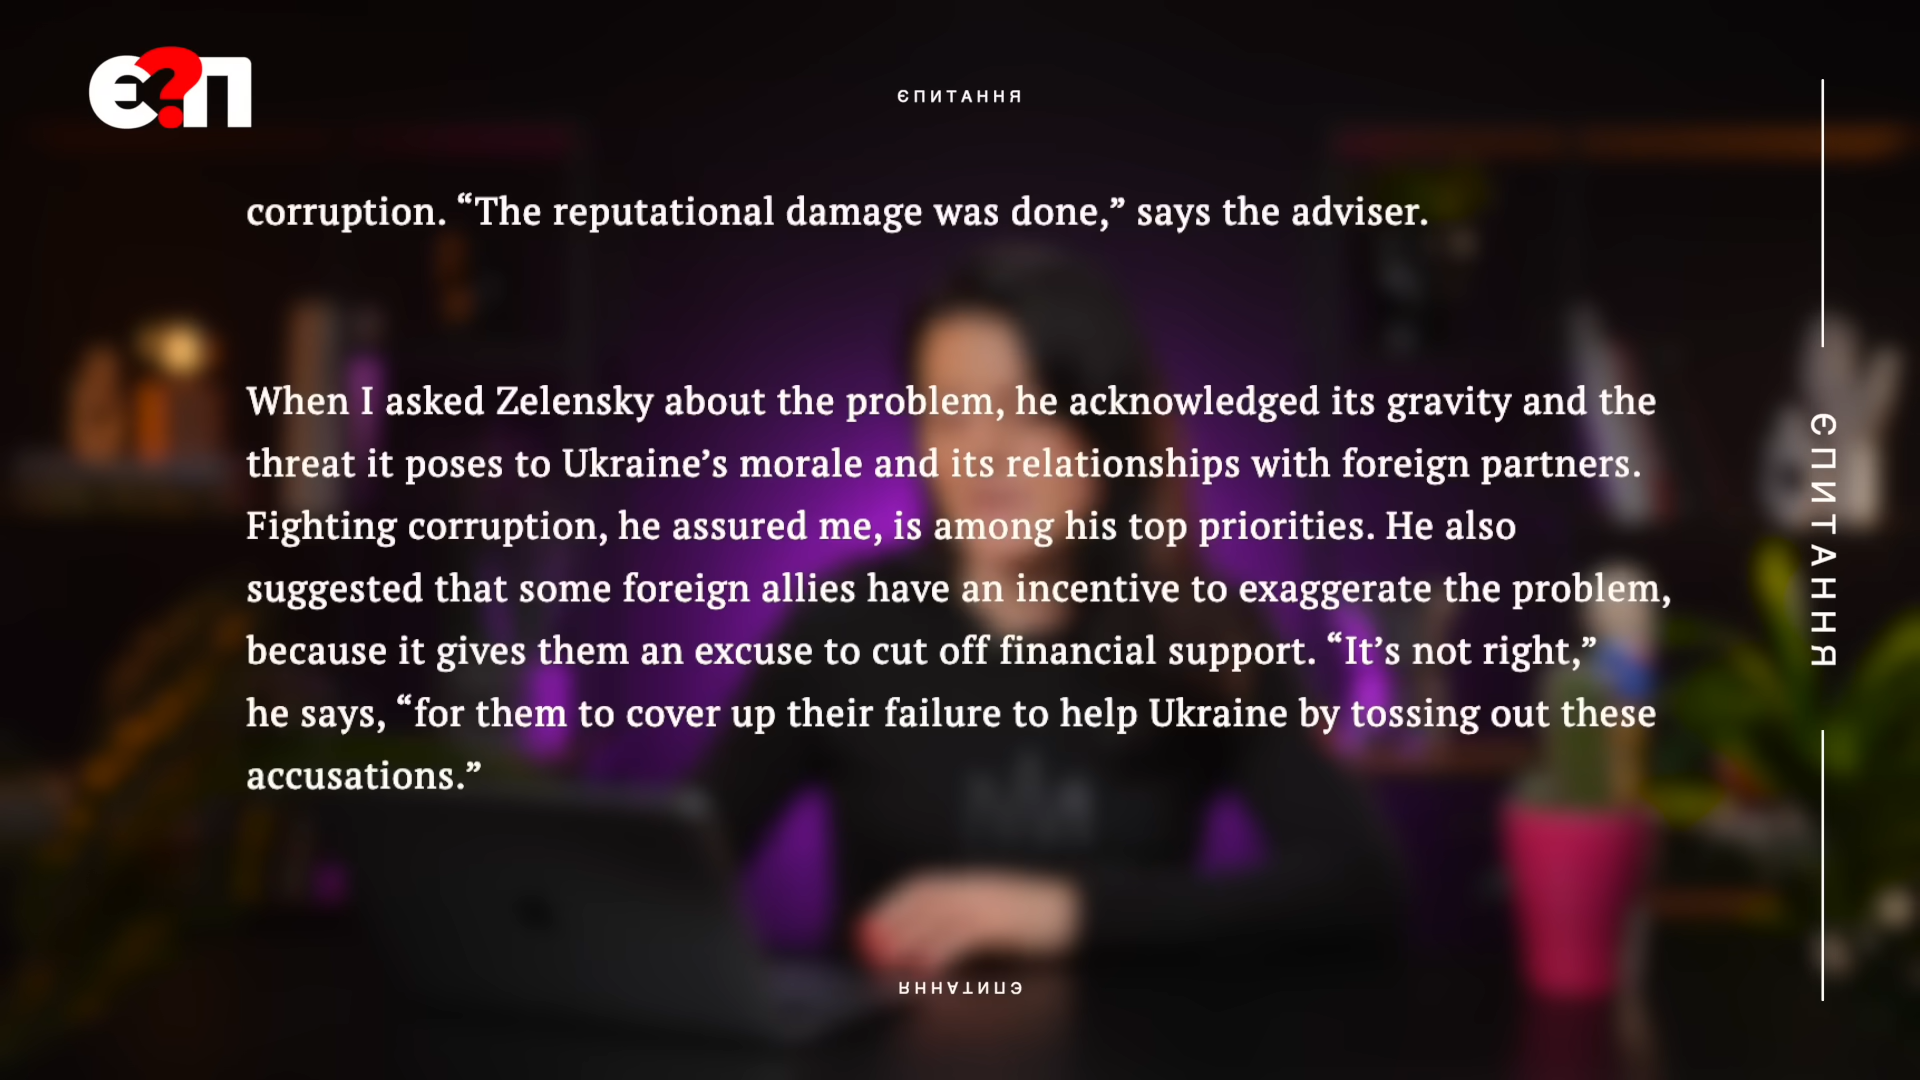 Є?П
ЄПИТАННЯ
corruption. “The reputational damage was done,” says the adviser.
When I asked Zelensky about the problem, he acknowledged its gravity and the
threat it poses to Ukraine’s morale and its relationships with foreign partners.
Fighting corruption, he assured me, is among his top priorities. He also
suggested that some foreign allies have an incentive to exaggerate the problem,
because it gives them an excuse to cut off financial support. “It’s not right,”
he says, “for them to cover up their failure to help Ukraine by tossing out these
accusations.”
ЄПИТАННЯ
ЄПИТАННЯ